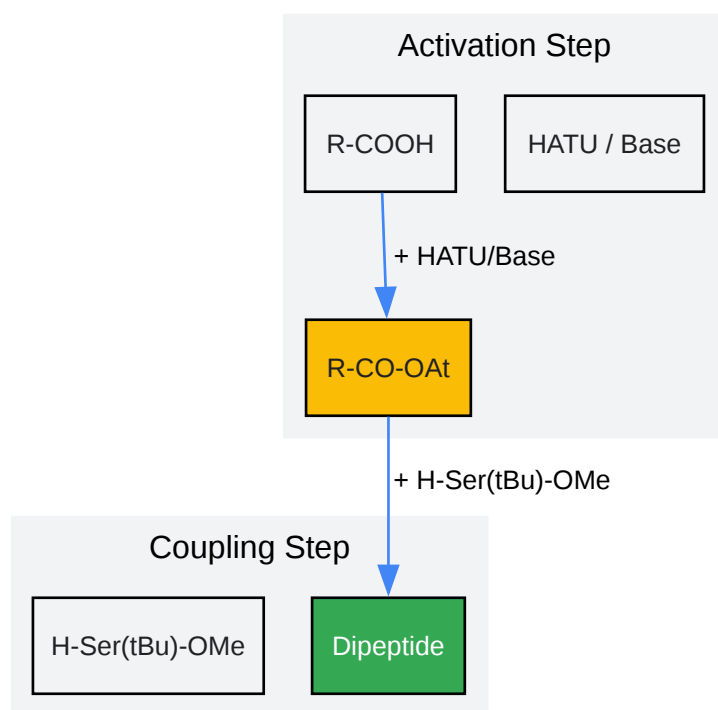 Activation Step
R-COOH
HATU / Base
+ HATU/Base
R-CO-OAt
+ H-Ser(tBu)-OMe
Coupling Step
H-Ser(tBu)-OMe
Dipeptide